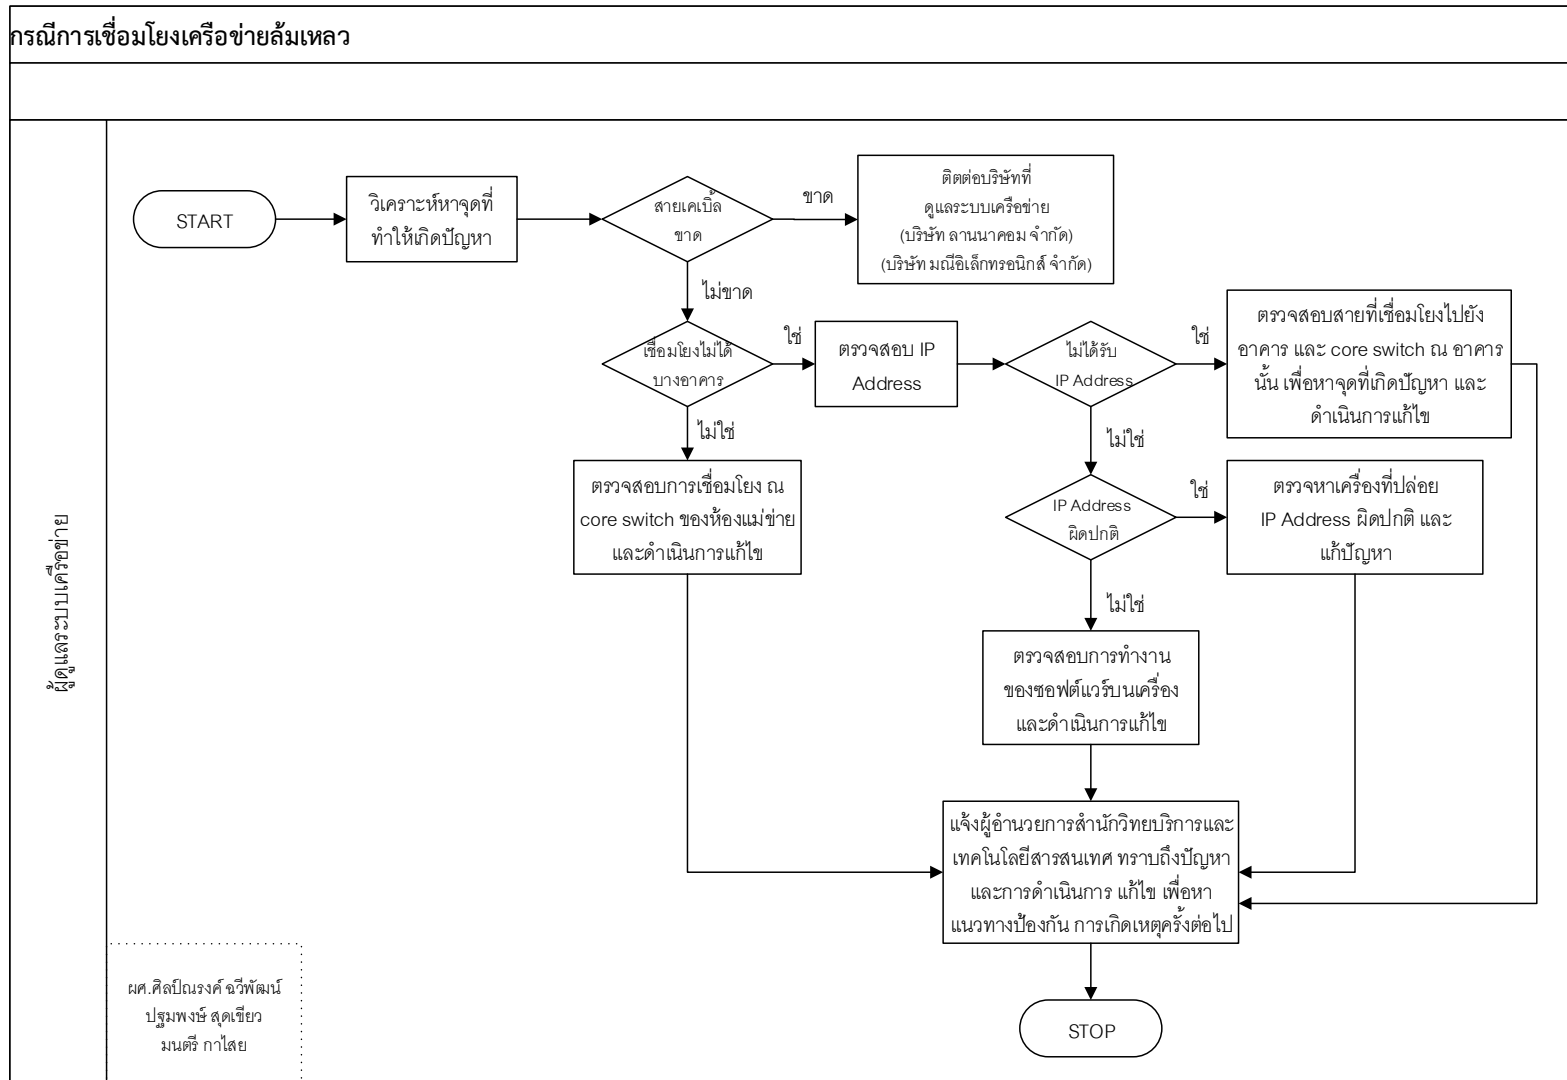 กรณีการเชื่อมโยงเครือข่ายล้มเหลว
ผู้ดูแลระบบเครือข่าย
START
วิเคราะห์หาจุดที่
ทำให้เกิดปัญหา
สายเคเบิ้ล
ขาด
ขาด
ติตต่อบริษัทที่
ดูแลระบบเครือข่าย
(บริษัท ลานนาคอม จำกัด)
(บริษัท มณีอิเล็กทรอนิกส์ จำกัด)
ไม่ขาด
เชื่อมโยงไม่ได้
บางอาคาร
ใช่
ตรวจสอบ IP
Address
ไม่ได้รับ
IP Address
ใช่
ตรวจสอบสายที่เชื่อมโยงไปยัง
อาคาร และ core switch ณ อาคาร
นั้น เพื่อหาจุดที่เกิดปัญหา และ
ดำเนินการแก้ไข
ไม่ใช่
ตรวจสอบการเชื่อมโยง ณ
core switch ของห้องแม่ข่าย
และดำเนินการแก้ไข
ไม่ใช่
IP Address
ผิดปกติ
ใช่
ตรวจหาเครื่องที่ปล่อย
IP Address ผิดปกติ และ
แก้ปัญหา
ไม่ใช่
ตรวจสอบการทำงาน
ของซอฟต์แวร์บนเครื่อง
และดำเนินการแก้ไข
แจ้งผู้อำนวยการสำนักวิทยบริการและ
เทคโนโลยีสารสนเทศ ทราบถึงปัญหา
และการดำเนินการ แก้ไข เพื่อหา
แนวทางป้องกัน การเกิดเหตุครั้งต่อไป
STOP
ผศ.ศิลป์ณรงค์ ฉวีพัฒน์
ปฐมพงษ์ สุดเขียว
มนตรี กาไสย